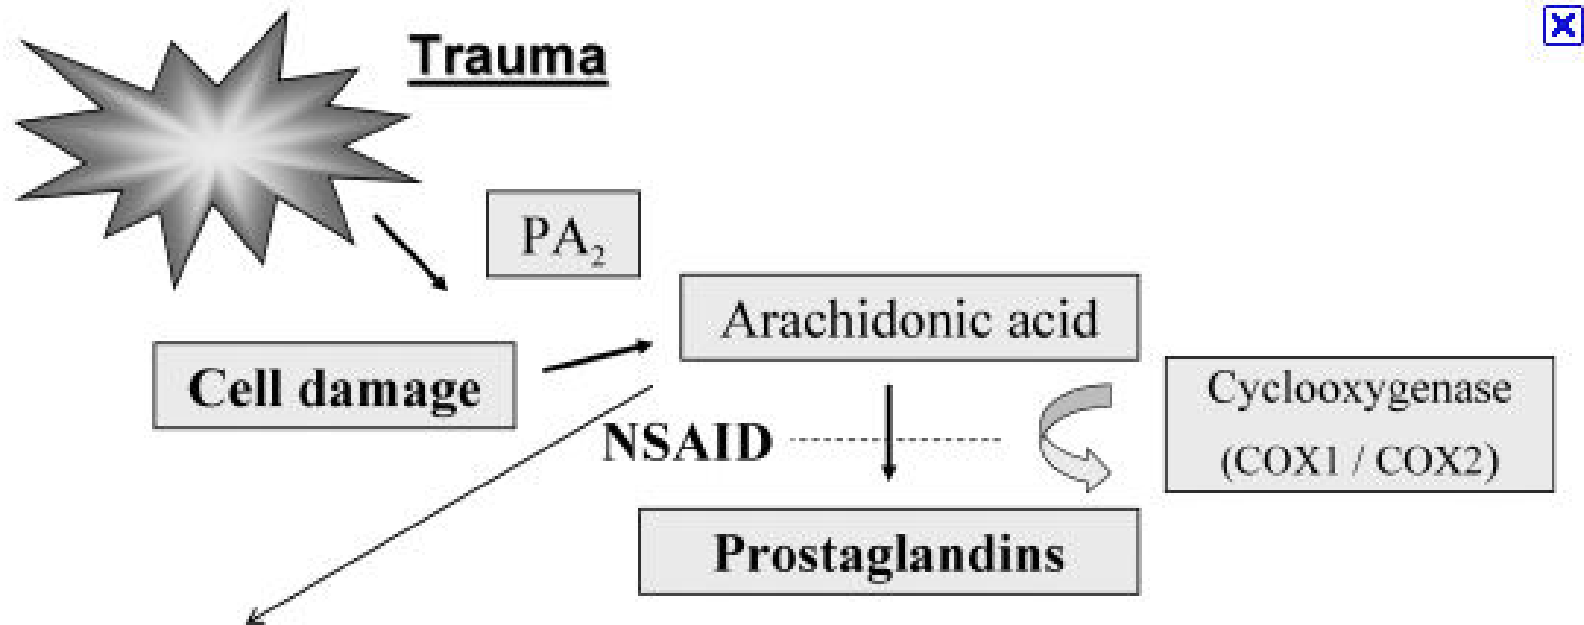 Trauma
PA₂
Arachidonic acid
Cell damage
Cyclooxygenase
(COX1 / COX2)
NSAID
Prostaglandins